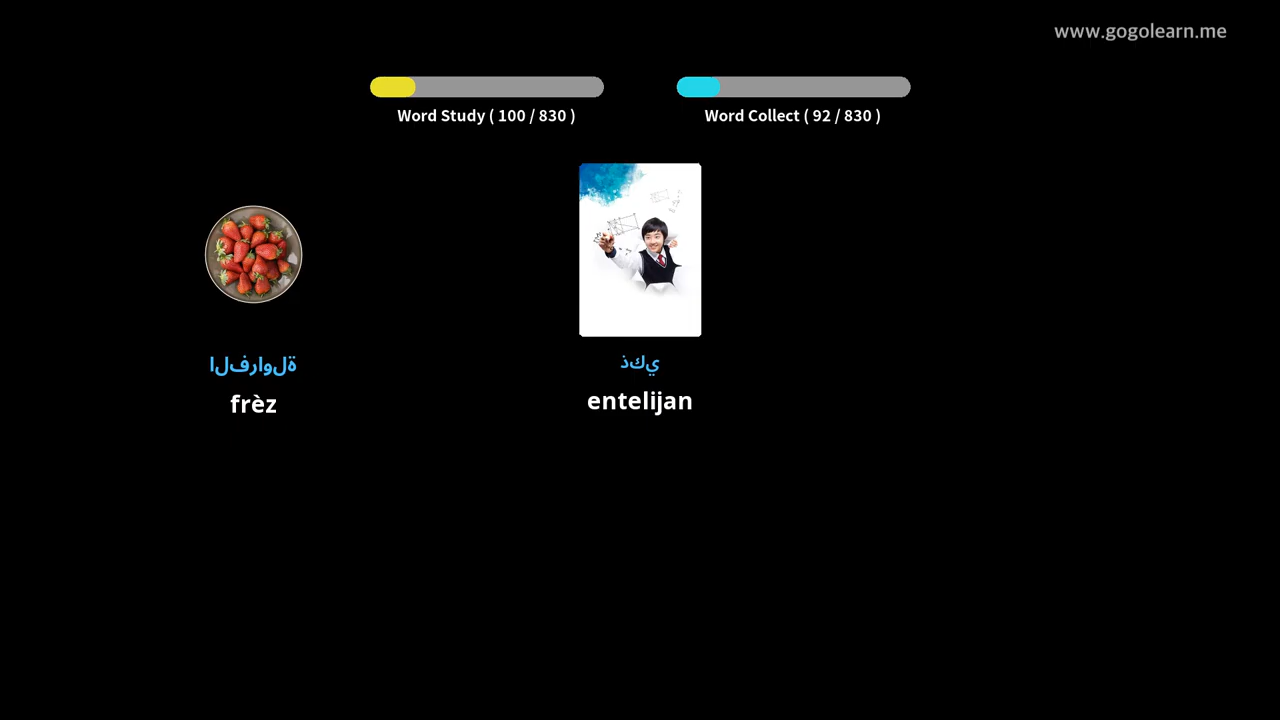 www.gogolearn.me
Word Study ( 100 / 830 )
Word Collect ( 92 / 830 )
الفراولة
frèz
ذكي
entelijan